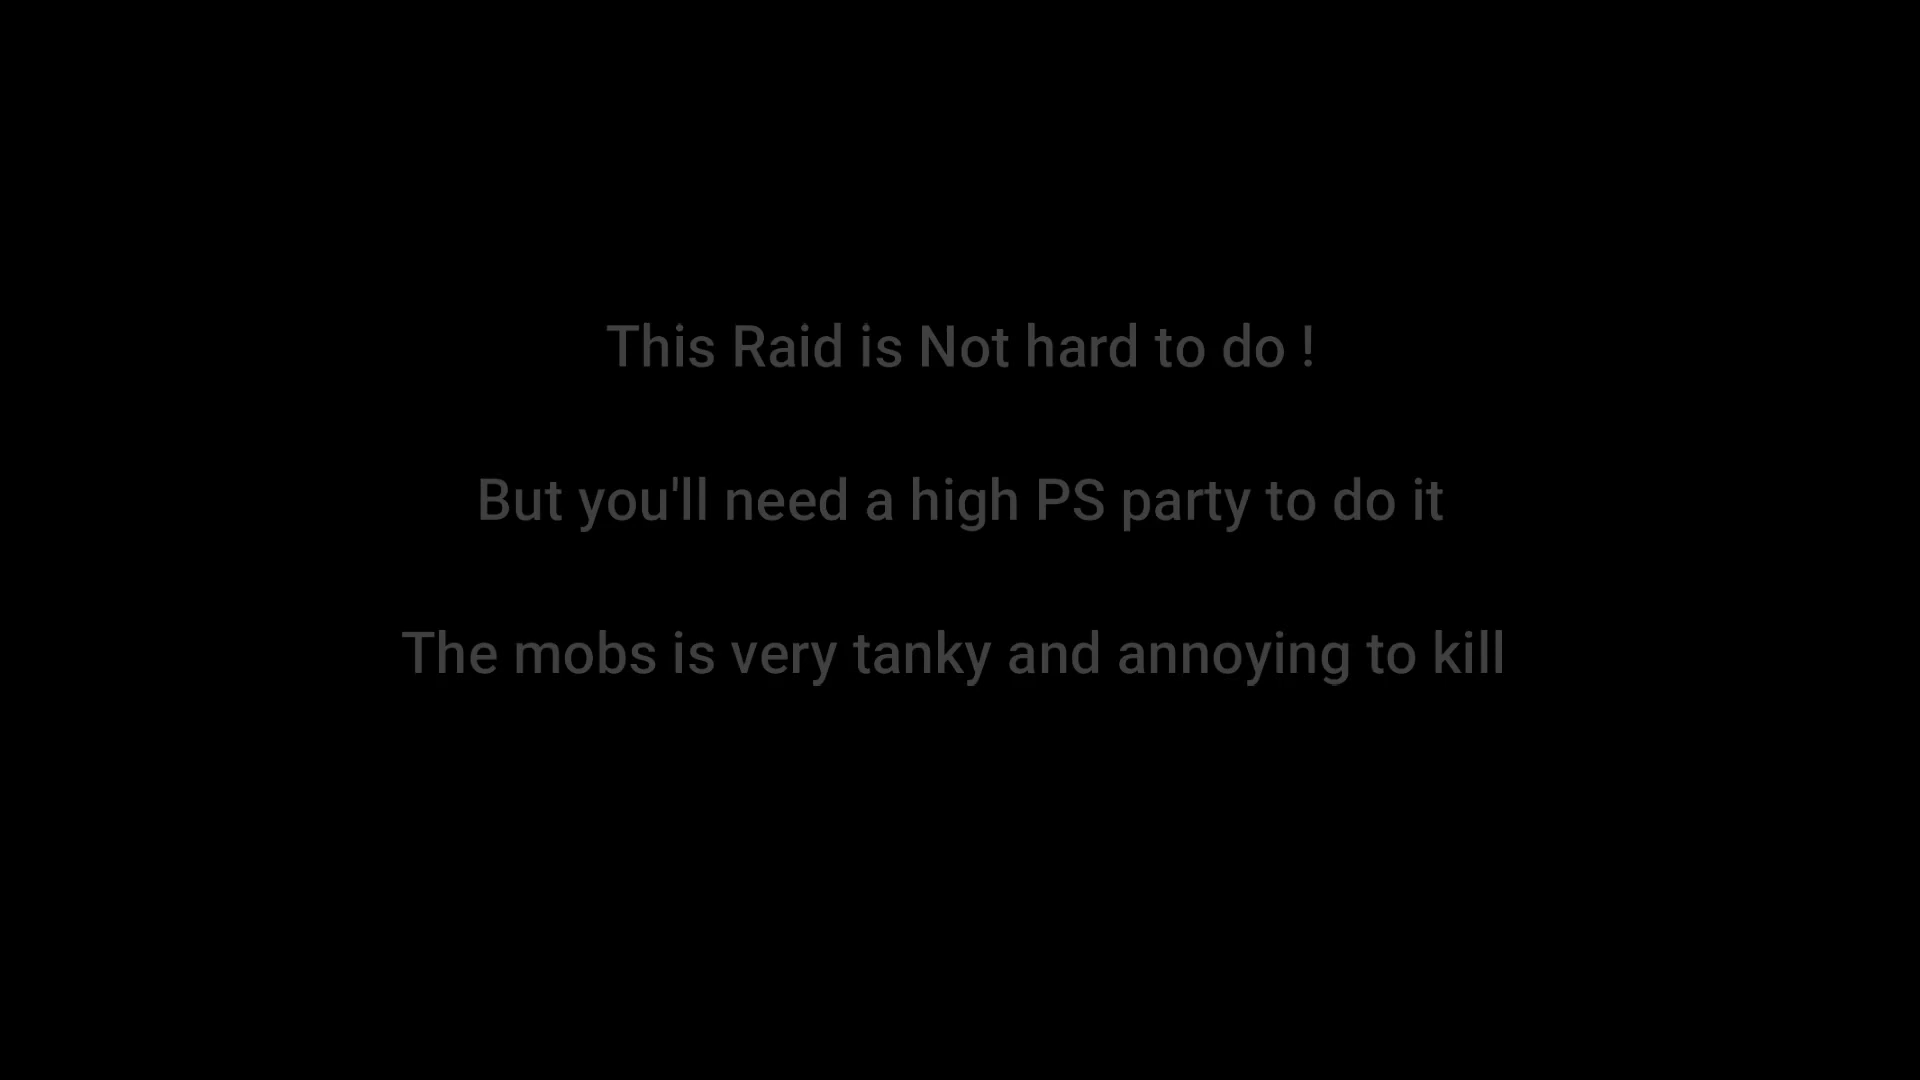 This Raid is Not hard to do !
But you'll need a high PS party to do it
The mobs is very tanky and annoying to kill